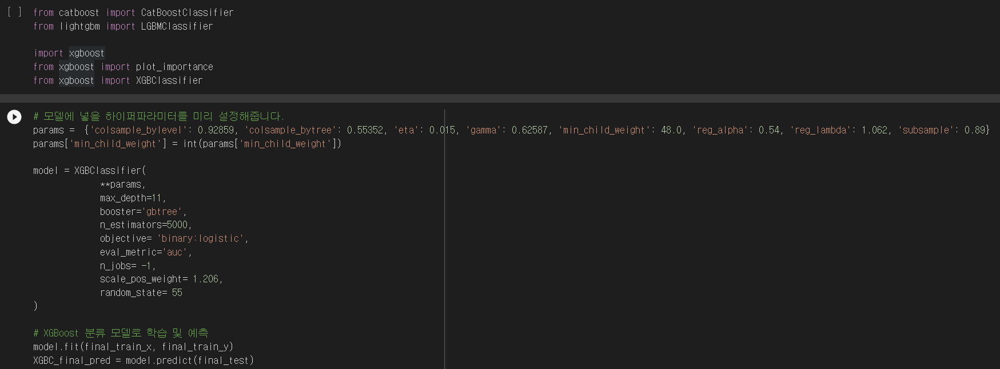 [ ] from catboost import CatBoostClassifier
from lightgbm import LGBMClassifier
import xgboost
from xgboost import plot_importance
from xgboost import XGBClassifier
# 모델에 넣을 하이퍼파라미터를 미리 설정해줍니다.
params =  {'colsample_bylevel': 0.92859, 'colsample_bytree': 0.55352, 'eta': 0.015, 'gamma': 0.62587, 'min_child_weight': 48.0, 'reg_alpha': 0.54, 'reg_lambda': 1.062, 'subsample': 0.89}
params['min_child_weight'] = int(params['min_child_weight'])
model = XGBClassifier(
**params,
max_depth=11,
booster='gbtree',
n_estimators=5000,
objective= 'binary:logistic',
eval_metric='auc',
n_jobs= -1,
scale_pos_weight= 1.206,
random_state= 55
)
# XGBoost 분류 모델로 학습 및 예측
model.fit(final_train_x, final_train_y)
XGBC_final_pred = model.predict(final_test)